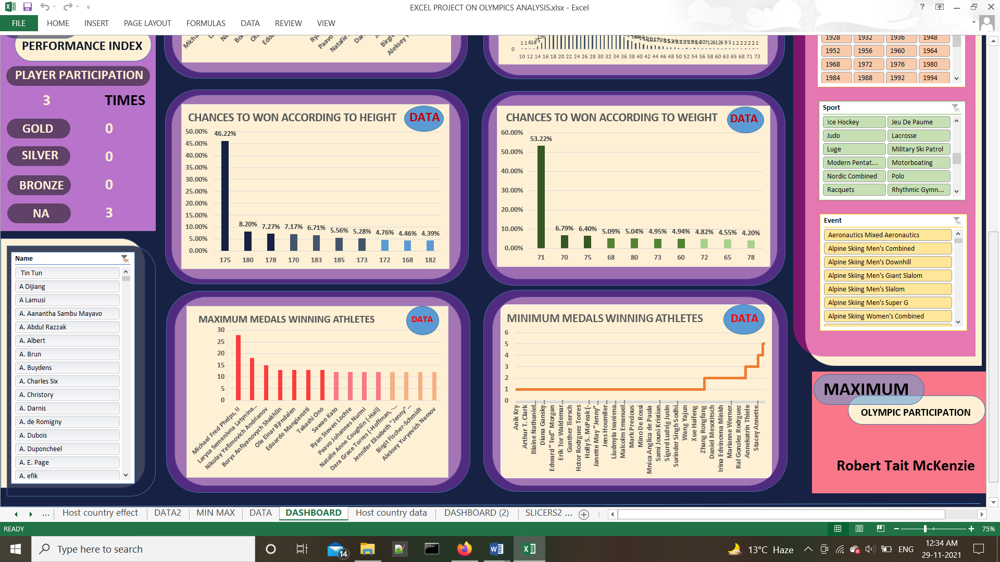 EXCEL PROJECT ON OLYMPICS ANALYSIS.xlsx - Excel
?
FILE HOME INSERT PAGE LAYOUT FORMULAS DATA REVIEW VIEW
PERFORMANCE INDEX
PLAYER PARTICIPATION
3 TIMES
GOLD 0
SILVER 0
BRONZE 0
NA 3
Name
Tin Tun
A Dijiang
A Lamusi
A. Aanantha Sambu Mayavo
A. Abdul Razzak
A. Albert
A. Brun
A. Buydens
A. Charles Six
A. Christory
A. Darnis
A. de Romigny
A. Dubois
A. Duponcheel
A. E. Page
A. efik
0
10 12 14 16 18 20 22 24 26 28 30 32 34 36 38 40 42 44 46 48 50 52 54 56 58 60 63 65 67 69 71 73
CHANCES TO WON ACCORDING TO HEIGHT
DATA
50.00%
45.00%
40.00%
35.00%
30.00%
25.00%
20.00%
15.00%
10.00%
5.00%
0.00%
46.22% 8.20% 7.27% 7.17% 6.71% 5.56% 5.28% 4.76% 4.46% 4.39%
175 180 178 170 183 185 173 172 168 182
CHANCES TO WON ACCORDING TO WEIGHT
DATA
60.00%
50.00%
40.00%
30.00%
20.00%
10.00%
0.00%
53.22% 6.79% 6.40% 5.09% 5.04% 4.95% 4.94% 4.82% 4.55% 4.20%
71 70 75 68 80 73 60 72 65 78
MAXIMUM MEDALS WINNING ATHLETES
DATA
30
25
20
15
10
5
0
Michael Fred Phelps, II
Larysa Semenivna Latynina...
Nikolay Yefimovich Andrianov
Borys Anfiyanovych Shakhlin
Ole Einar Bjrndalen
Edoardo Mangiarotti
Takashi Ono
Sawao Kato
Ryan Steven Lochte
Paavo Johannes Nurmi
Natalie Anne Coughlin (-Hall)
Dara Grace Torres (-Hoffman, -...
Jennifer Elisabeth "Jenny"...
Birgit Fischer-Schmidt
Aleksey Yuryevich Nemov
MINIMUM MEDALS WINNING ATHLETES
DATA
6
5
4
3
2
1
0
Anik Kry
Arthur T. Clark
Blaine Nathaniel...
Diana Gansky...
Edward "Ted" Morgan
Erik Tor Waldemar...
Gunther Tiersch
Hctor Rodrguez Torres
Holly S. McPeak (-...
Janette May "Jenny"...
Jens Houmller...
Liudmyla Ivanivna...
Malcolm Emanuel...
Mark Precious
Mino De Rossi
Mnica Anglica de Paula
Sami Jouni Kristian...
Sigurd Ludvig Jushn
Surinder Singh Sodhi...
Wang Yajun
Xue Haifeng
Zhang Rongfang
Daniel Mesotitsch
Irina Edvinovna Minkh
Marianne Werner...
Ral Gonzlez Rodrguez
Annekatrin Thiele
Stacey Annette...
1928 1932 1936 1948
1952 1956 1960 1964
1968 1972 1976 1980
1984 1988 1992 1994
Sport
Ice Hockey Jeu De Paume
Judo Lacrosse
Luge Military Ski Patrol
Modern Pentat... Motorboating
Nordic Combined Polo
Racquets Rhythmic Gymn...
Event
Aeronautics Mixed Aeronautics
Alpine Skiing Men's Combined
Alpine Skiing Men's Downhill
Alpine Skiing Men's Giant Slalom
Alpine Skiing Men's Slalom
Alpine Skiing Men's Super G
Alpine Skiing Women's Combined
MAXIMUM
OLYMPIC PARTICIPATION
Robert Tait McKenzie
... Host country effect DATA2 MIN MAX DATA DASHBOARD Host country data DASHBOARD (2) SLICERS2 ...
READY
75%
Type here to search
14
13°C Haze
ENG
12:34 AM
29-11-2021